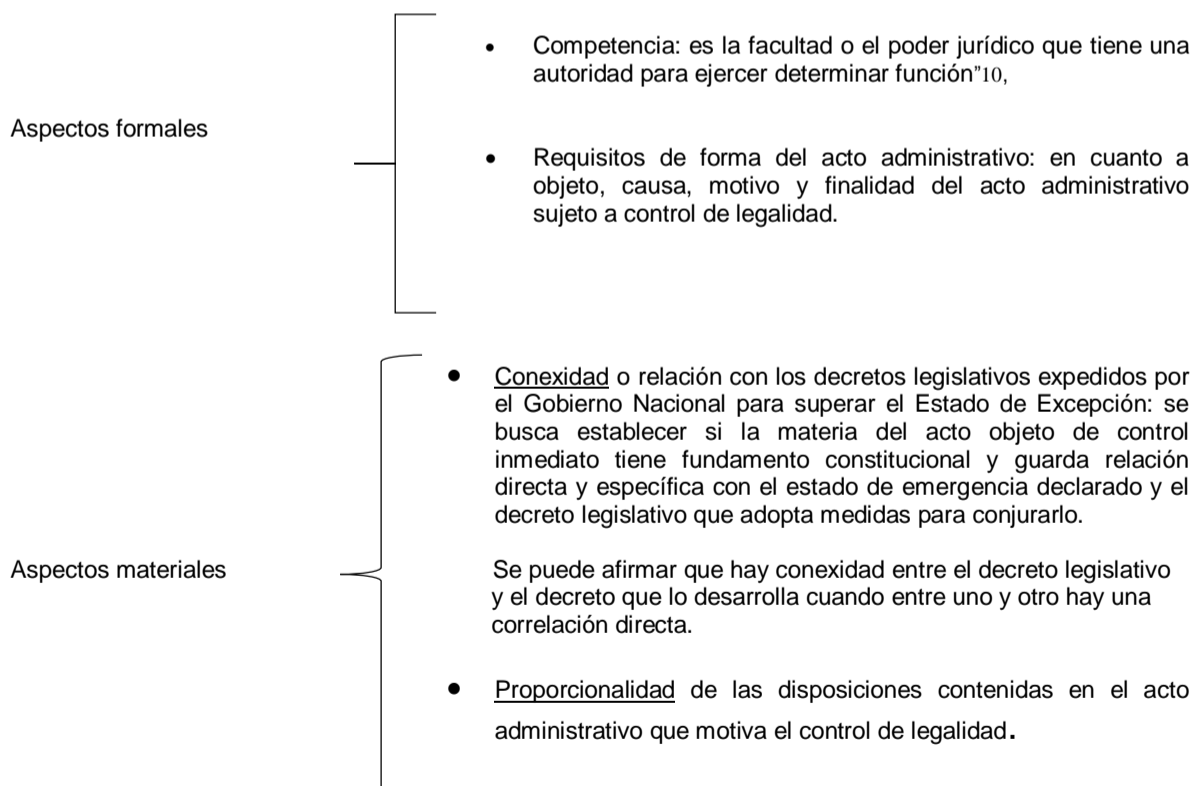 Aspectos formales
• Competencia: es la facultad o el poder jurídico que tiene una
autoridad para ejercer determinar función”10,
• Requisitos de forma del acto administrativo: en cuanto a
objeto, causa, motivo y finalidad del acto administrativo
sujeto a control de legalidad.
Aspectos materiales
• Conexidad o relación con los decretos legislativos expedidos por
el Gobierno Nacional para superar el Estado de Excepción: se
busca establecer si la materia del acto objeto de control
inmediato tiene fundamento constitucional y guarda relación
directa y específica con el estado de emergencia declarado y el
decreto legislativo que adopta medidas para conjurarlo.
Se puede afirmar que hay conexidad entre el decreto legislativo
y el decreto que lo desarrolla cuando entre uno y otro hay una
correlación directa.
• Proporcionalidad de las disposiciones contenidas en el acto
administrativo que motiva el control de legalidad.